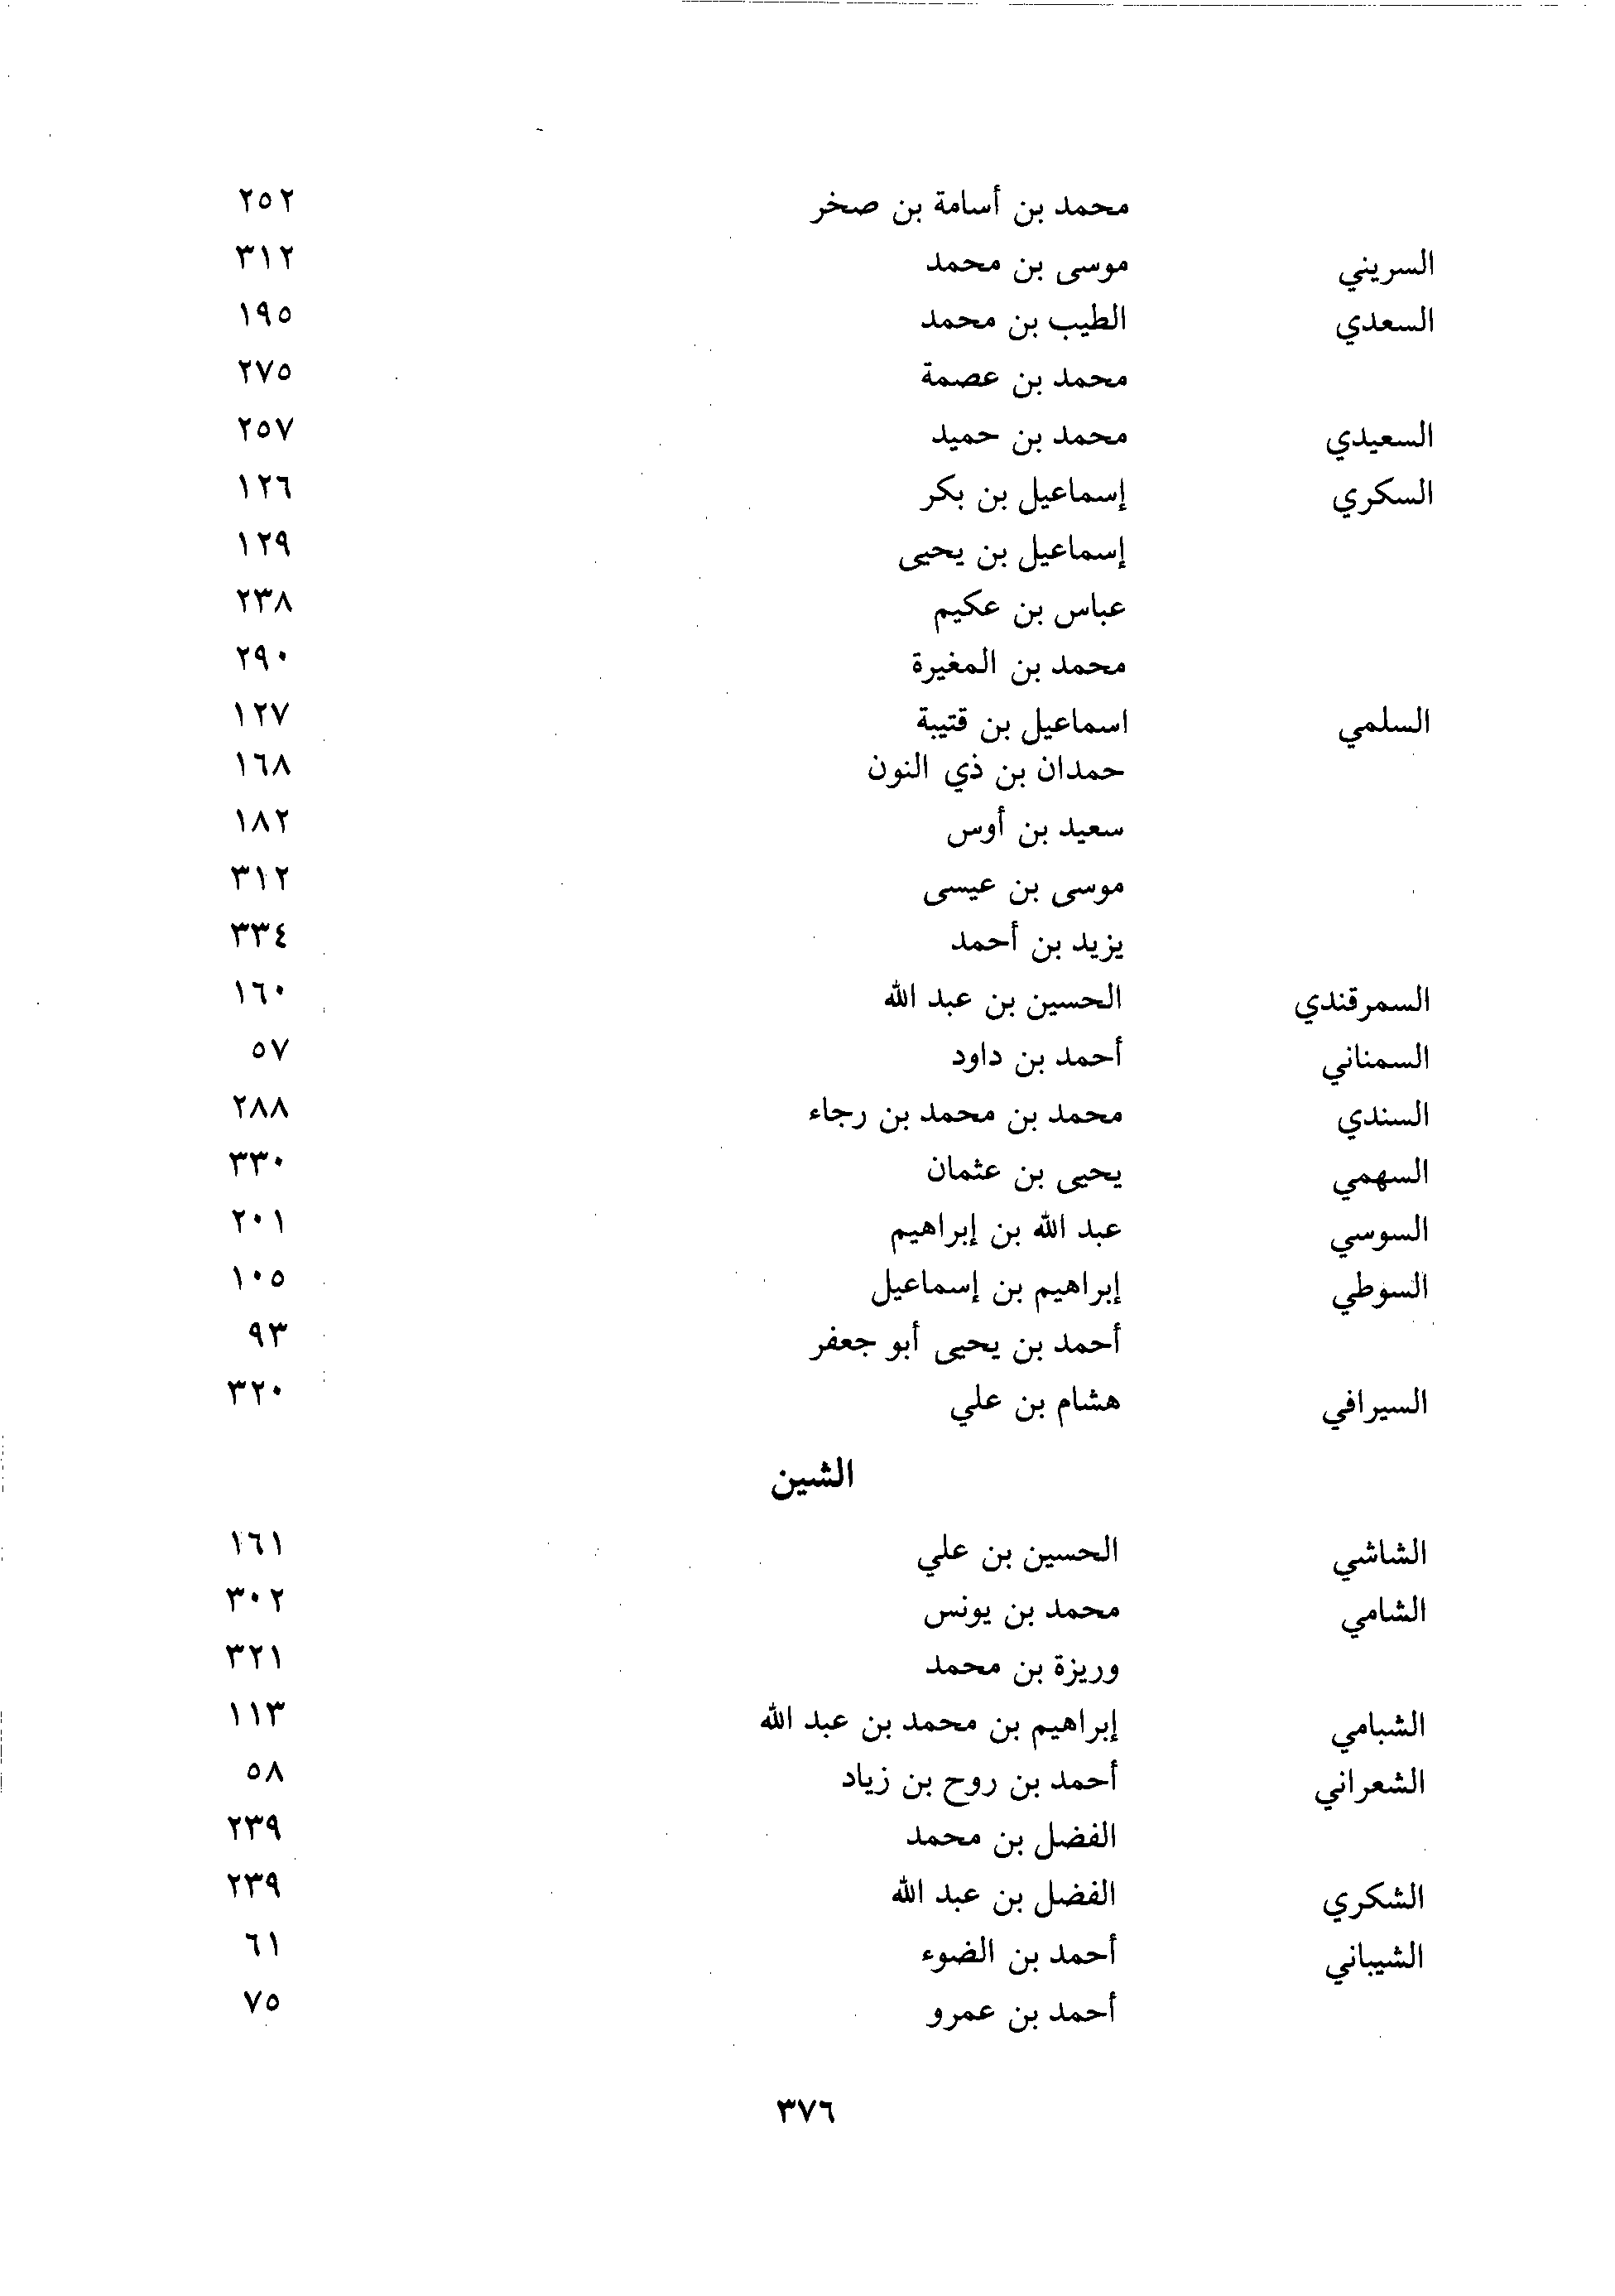 محمد بن أسامة بن صخر ٢٥٢
السريني موسى بن محمد ٣١٢
السعدي الطيب بن محمد ١٩٥
محمد بن عصمة ٢٧٥
السعيدي محمد بن حميد ٢٥٧
السكري إسماعيل بن بكر ١٢٦
إسماعيل بن يحيى ١٢٩
عباس بن عكيم ٢٣٨
محمد بن المغيرة ٢٩٠
السلمي اسماعيل بن قتيبة ١٢٧
حمدان بن ذي النون ١٦٨
سعيد بن أوس ١٨٢
موسى بن عيسى ٣١٢
يزيد بن أحمد ٣٣٤
السمرقندي الحسين بن عبد الله ١٦٠
السمناني أحمد بن داود ٥٧
السندي محمد بن محمد بن رجاء ٢٨٨
السهمي يحيى بن عثمان ٣٣٠
السوسي عبد الله بن إبراهيم ٢٠١
السوطي إبراهيم بن إسماعيل ١٠٥
أحمد بن يحيى أبو جعفر ٩٣
السيرافي هشام بن علي ٣٢٠
الشين
الشاشي الحسين بن علي ١٦١
الشامي محمد بن يونس ٣٠٢
وريزة بن محمد ٣٢١
الشبامي إبراهيم بن محمد بن عبد الله ١١٣
الشعراني أحمد بن روح بن زياد ٥٨
الفضل بن محمد ٢٣٩
الشكري الفضل بن عبد الله ٢٣٩
الشيباني أحمد بن الضوء ٦١
أحمد بن عمرو ٧٥
٣٧٦